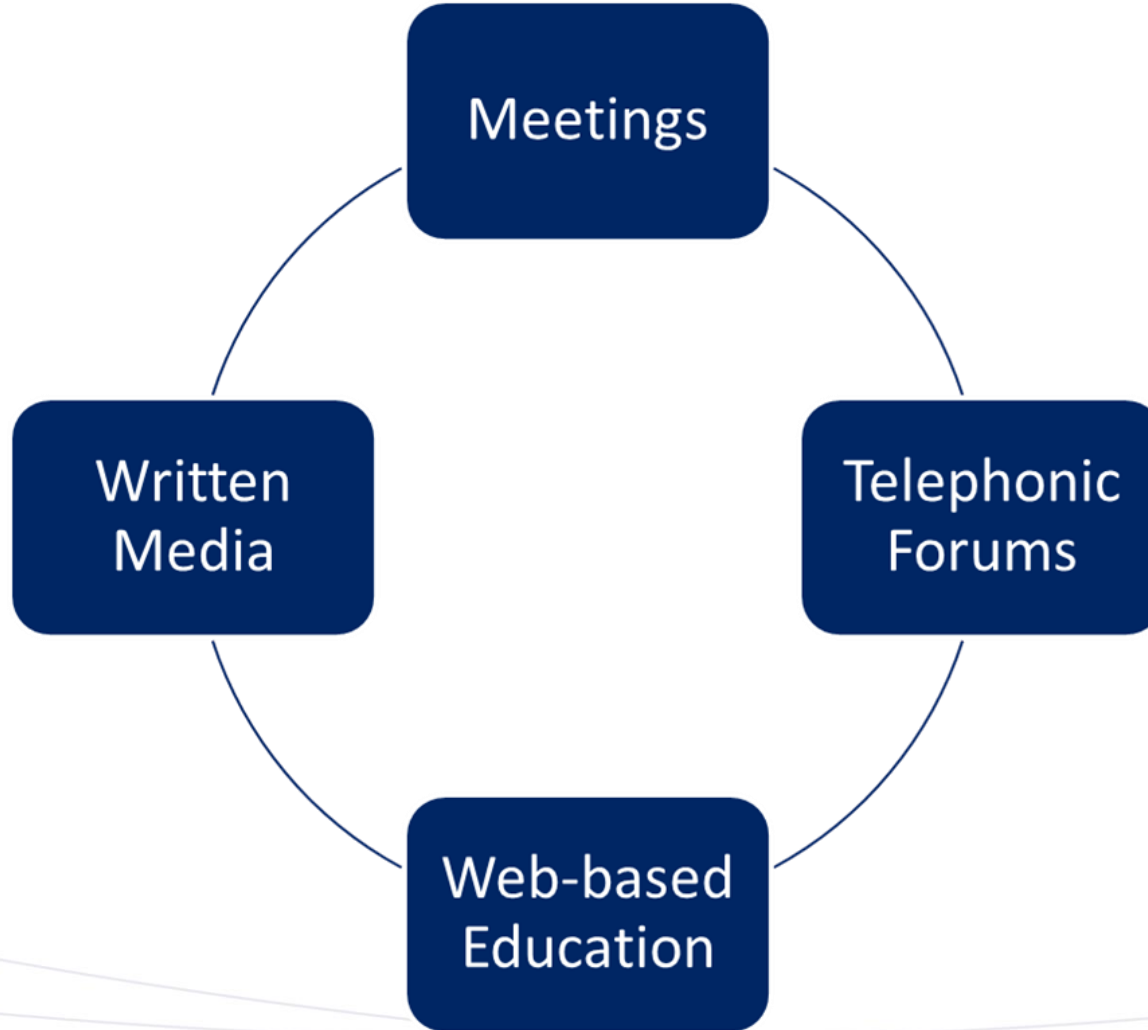 Meetings
Written
Media
Telephonic
Forums
Web-based
Education